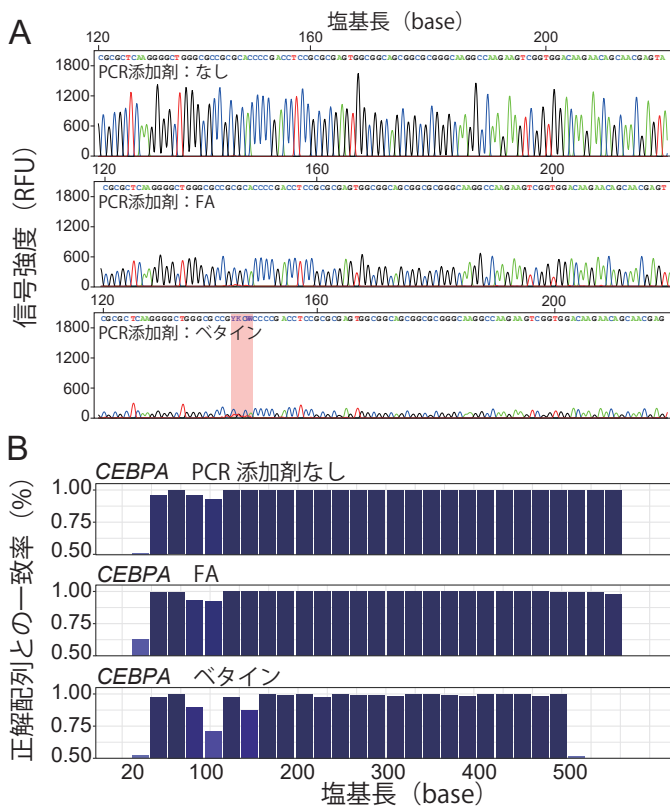 A
塩基長（base）
120 160 200
CGCGCTCAAGGGGCTGGGCGCCGCGCACCCCGACCTCCGCGCGAGTGGCGGCAGCGGCGCGGGCAAGGCCAAGAAGTCGGTGGACAAGAACAGCAACGAGTA
PCR添加剤：なし
1800
1200
600
0
120 160 200
CGCGCTCAAGGGGCTGGGCGCCGCGCACCCCGACCTCCGCGCGAGTGGCGGCAGCGGCGCGGGCAAGGCCAAGAAGTCGGTGGACAAGAACAGCAACGAGT
PCR添加剤：FA
1800
1200
600
0
信号強度（RFU）
120 160 200
PCR添加剤：ベタイン
1800
1200
600
0
B
CEBPA PCR 添加剤なし
1.00
0.75
0.50
CEBPA FA
1.00
0.75
0.50
正解配列との一致率（%）
CEBPA ベタイン
1.00
0.75
0.50
20 100 200 300 400 500
塩基長（base）